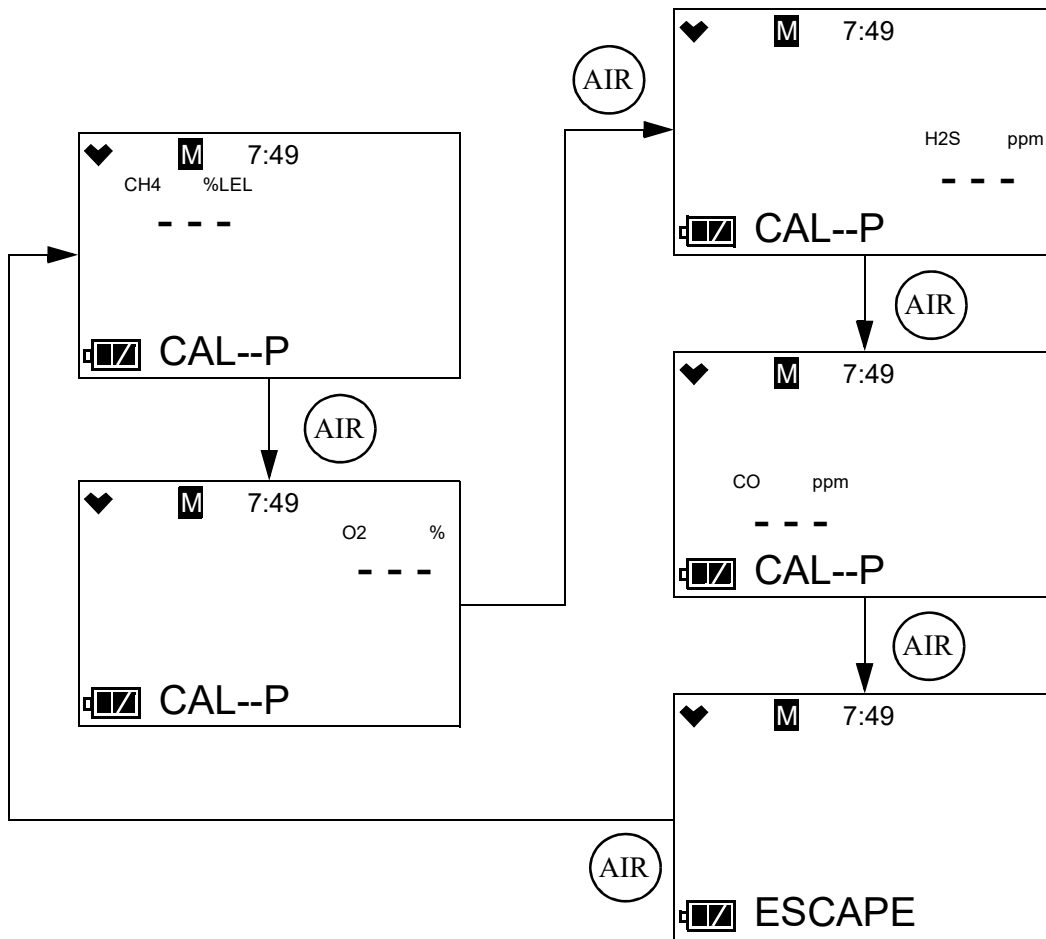 M 7:49
CH4 %LEL
- - -
CAL--P
AIR
M 7:49
O2 %
- - -
CAL--P
AIR
M 7:49
H2S ppm
- - -
CAL--P
AIR
M 7:49
CO ppm
- - -
CAL--P
AIR
M 7:49
ESCAPE
AIR